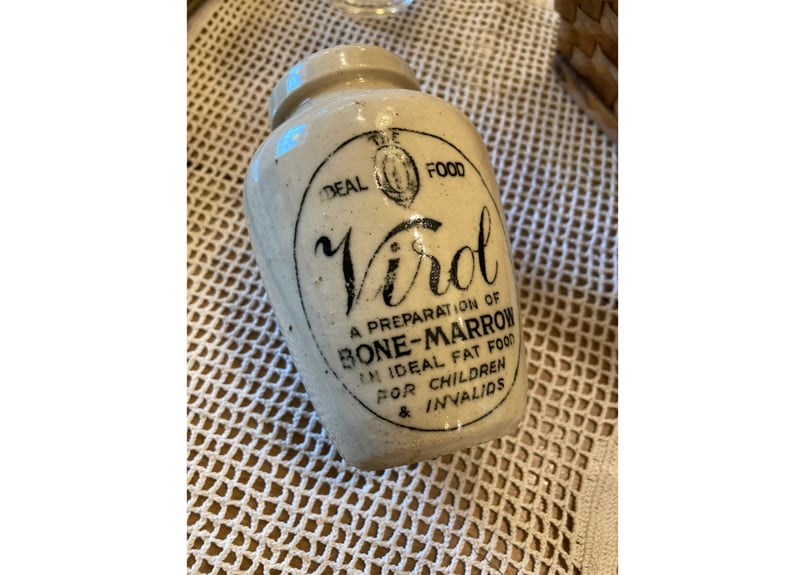 THE
IDEAL FOOD
Virol
A PREPARATION OF
BONE-MARROW
AN IDEAL FAT FOOD
FOR CHILDREN
& INVALIDS